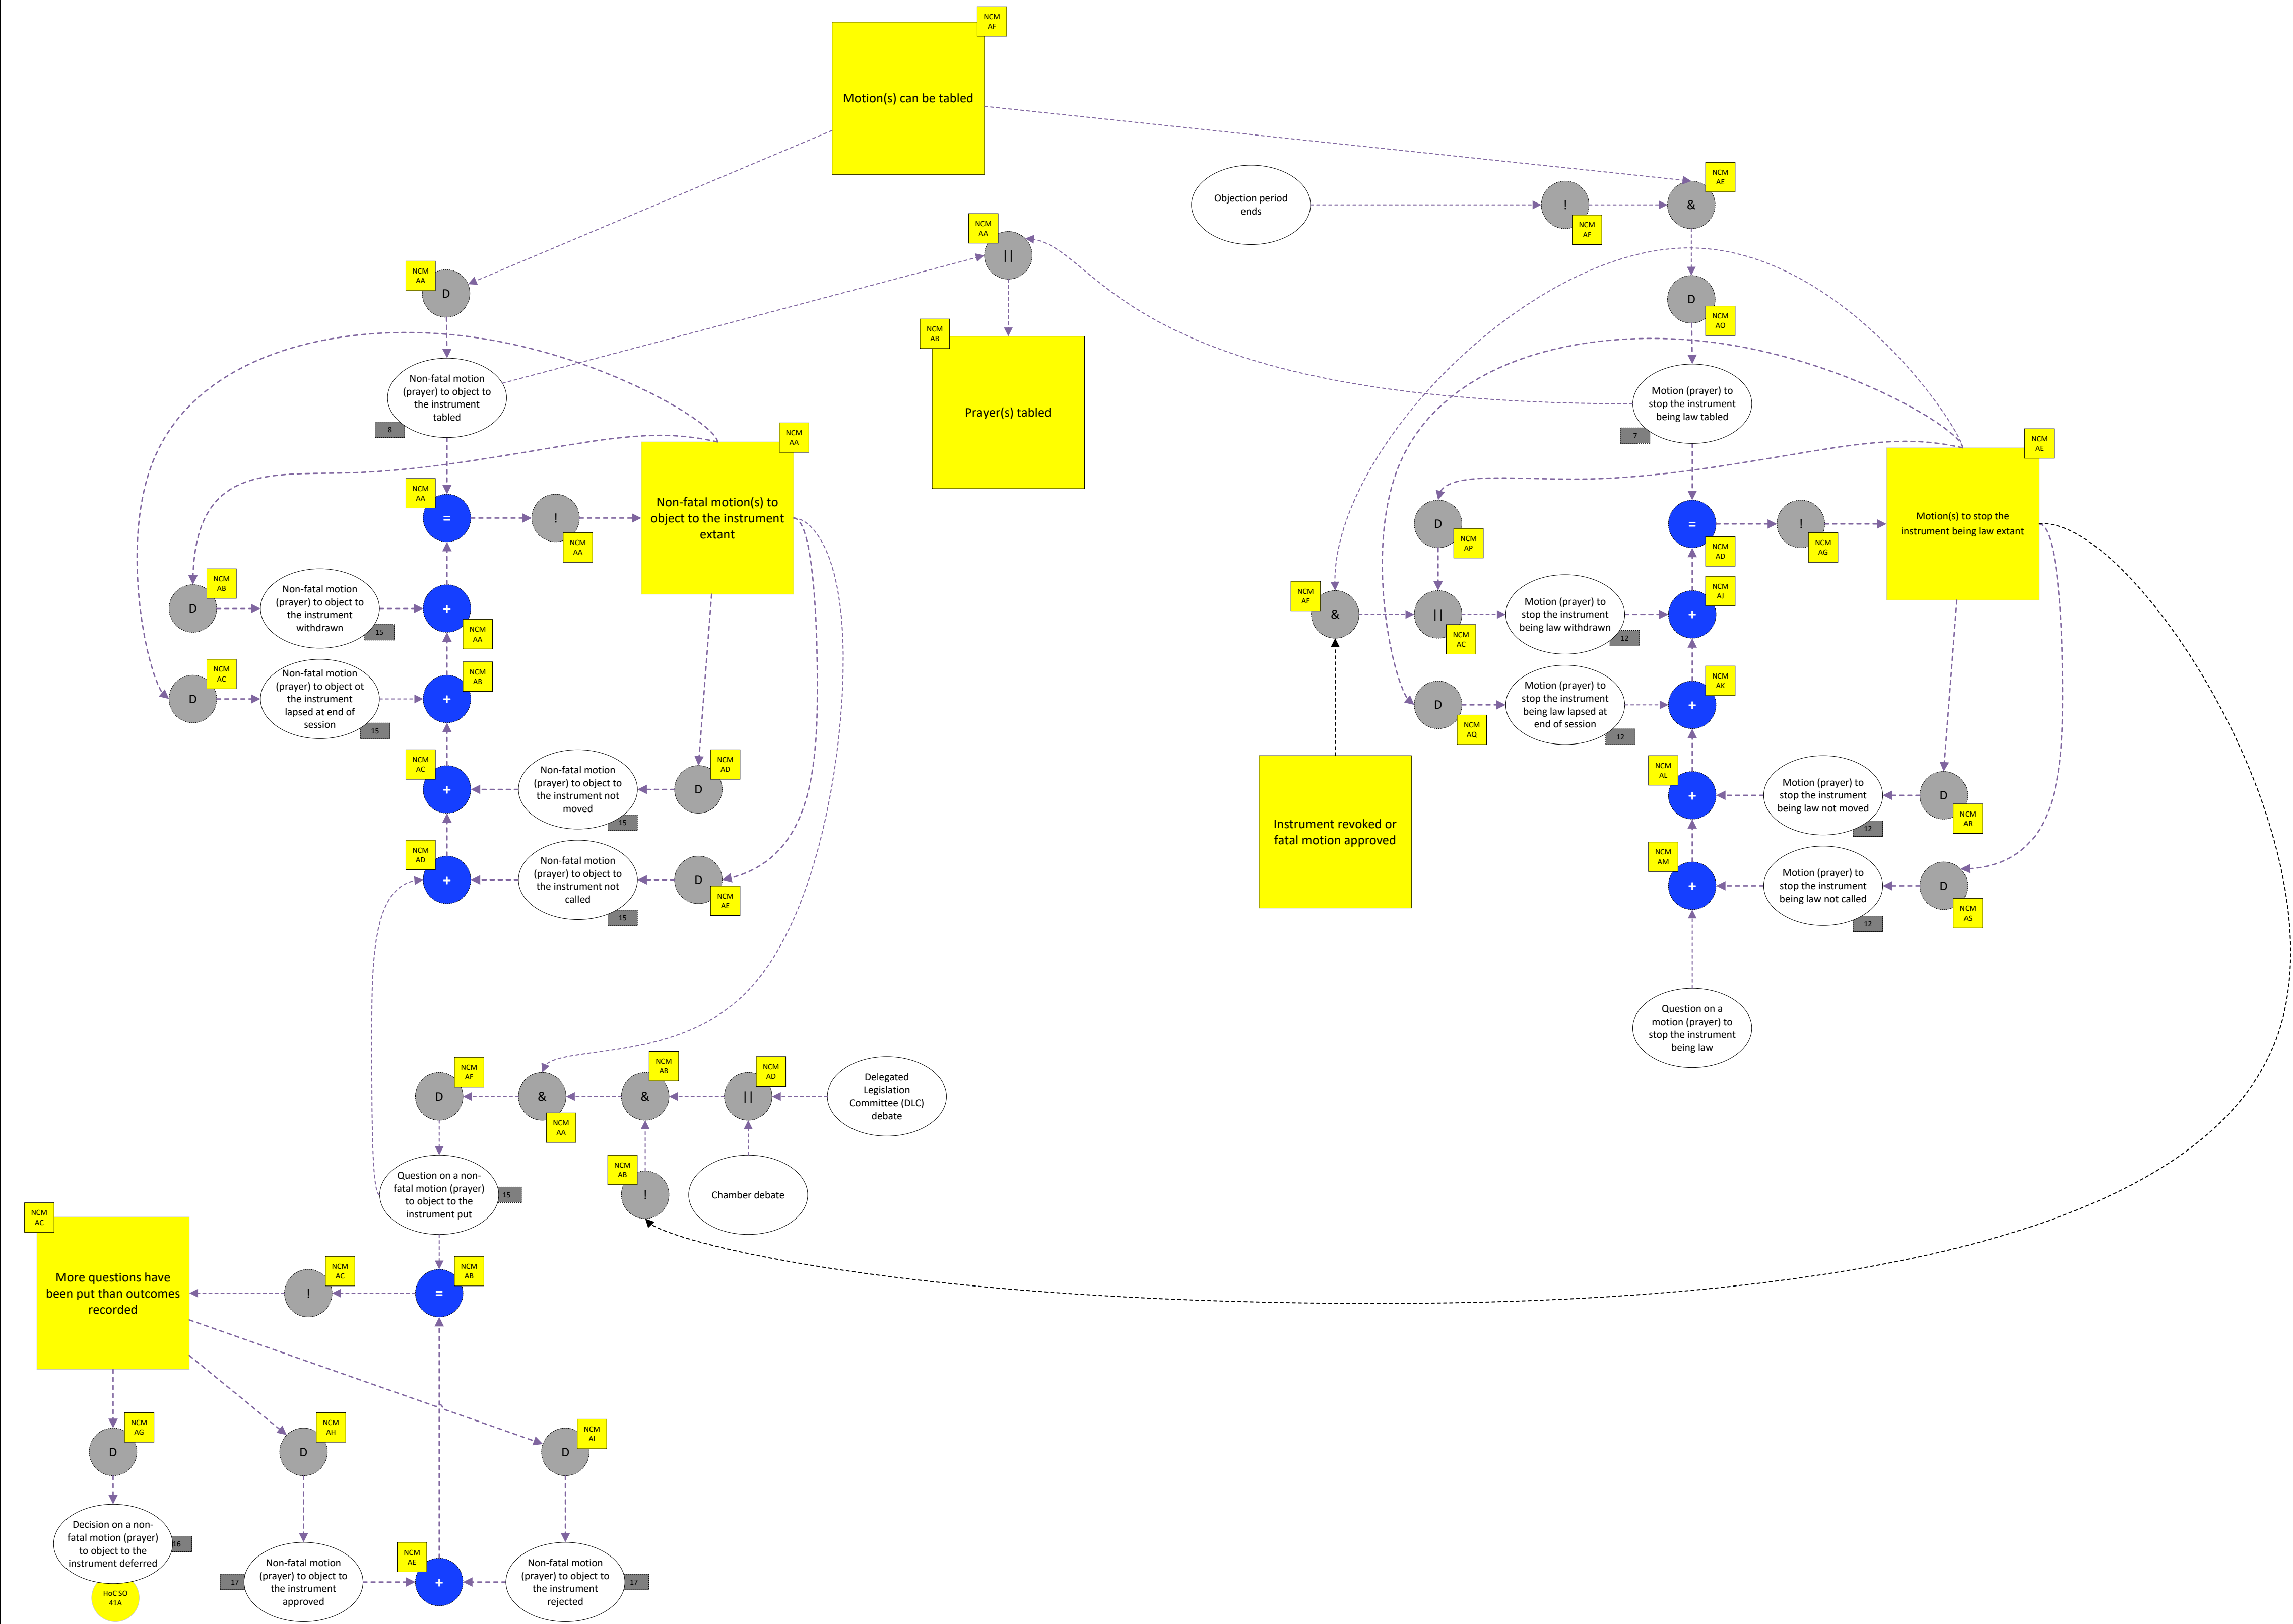 NCM
AF
Motion(s) can be tabled
NCM
AE
Objection period
ends
!
NCM
AF
&
NCM
AA
||
NCM
AA
D
D
NCM
AO
NCM
AB
Prayer(s) tabled
Non-fatal motion
(prayer) to object to
the instrument
tabled
8
Motion (prayer) to
stop the instrument
being law tabled
7
NCM
AA
Non-fatal motion(s) to
object to the instrument
extant
NCM
AE
Motion(s) to stop the
instrument being law extant
NCM
AA
=
!
NCM
AA
D
NCM
AP
=
NCM
AD
!
NCM
AG
NCM
AB
D
Non-fatal motion
(prayer) to object to
the instrument
withdrawn
15
+
NCM
AA
NCM
AF
&
||
NCM
AC
Motion (prayer) to
stop the instrument
being law withdrawn
12
NCM
AJ
+
NCM
AC
D
Non-fatal motion
(prayer) to object ot
the instrument
lapsed at end of
session
15
NCM
AB
+
D
NCM
AQ
Motion (prayer) to
stop the instrument
being law lapsed at
end of session
12
NCM
AK
+
NCM
AC
+
Non-fatal motion
(prayer) to object to
the instrument not
moved
15
NCM
AD
D
Instrument revoked or
fatal motion approved
NCM
AL
+
Motion (prayer) to
stop the instrument
being law not moved
12
D
NCM
AR
NCM
AD
+
Non-fatal motion
(prayer) to object to
the instrument not
called
15
D
NCM
AE
NCM
AM
+
Motion (prayer) to
stop the instrument
being law not called
12
D
NCM
AS
Question on a
motion (prayer) to
stop the instrument
being law
NCM
AF
D
&
NCM
AA
NCM
AB
&
NCM
AD
||
Delegated
Legislation
Committee (DLC)
debate
Question on a non-
fatal motion (prayer)
to object to the
instrument put
15
NCM
AB
!
Chamber debate
NCM
AC
More questions have
been put than outcomes
recorded
NCM
AC
!
NCM
AB
=
NCM
AG
D
NCM
AH
D
NCM
AI
D
Decision on a non-
fatal motion (prayer)
to object to the
instrument deferred
16
HoC SO
41A
17
Non-fatal motion
(prayer) to object to
the instrument
approved
NCM
AE
+
Non-fatal motion
(prayer) to object to
the instrument
rejected
17